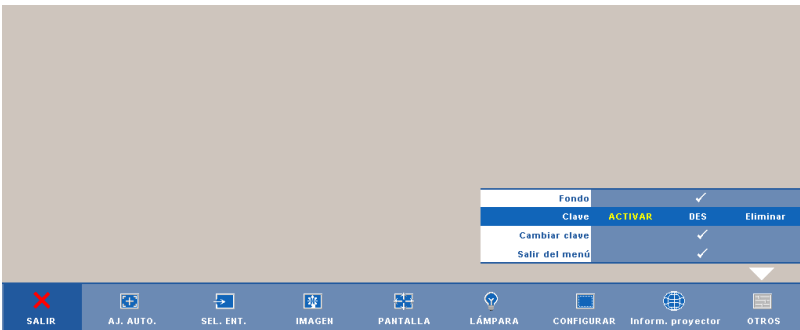 Fondo
Clave ACTIVAR DES Eliminar
Cambiar clave
Salir del menú
SALIR AJ. AUTO. SEL. ENT. IMAGEN PANTALLA LÁMPARA CONFIGURAR Inform. proyector OTROS